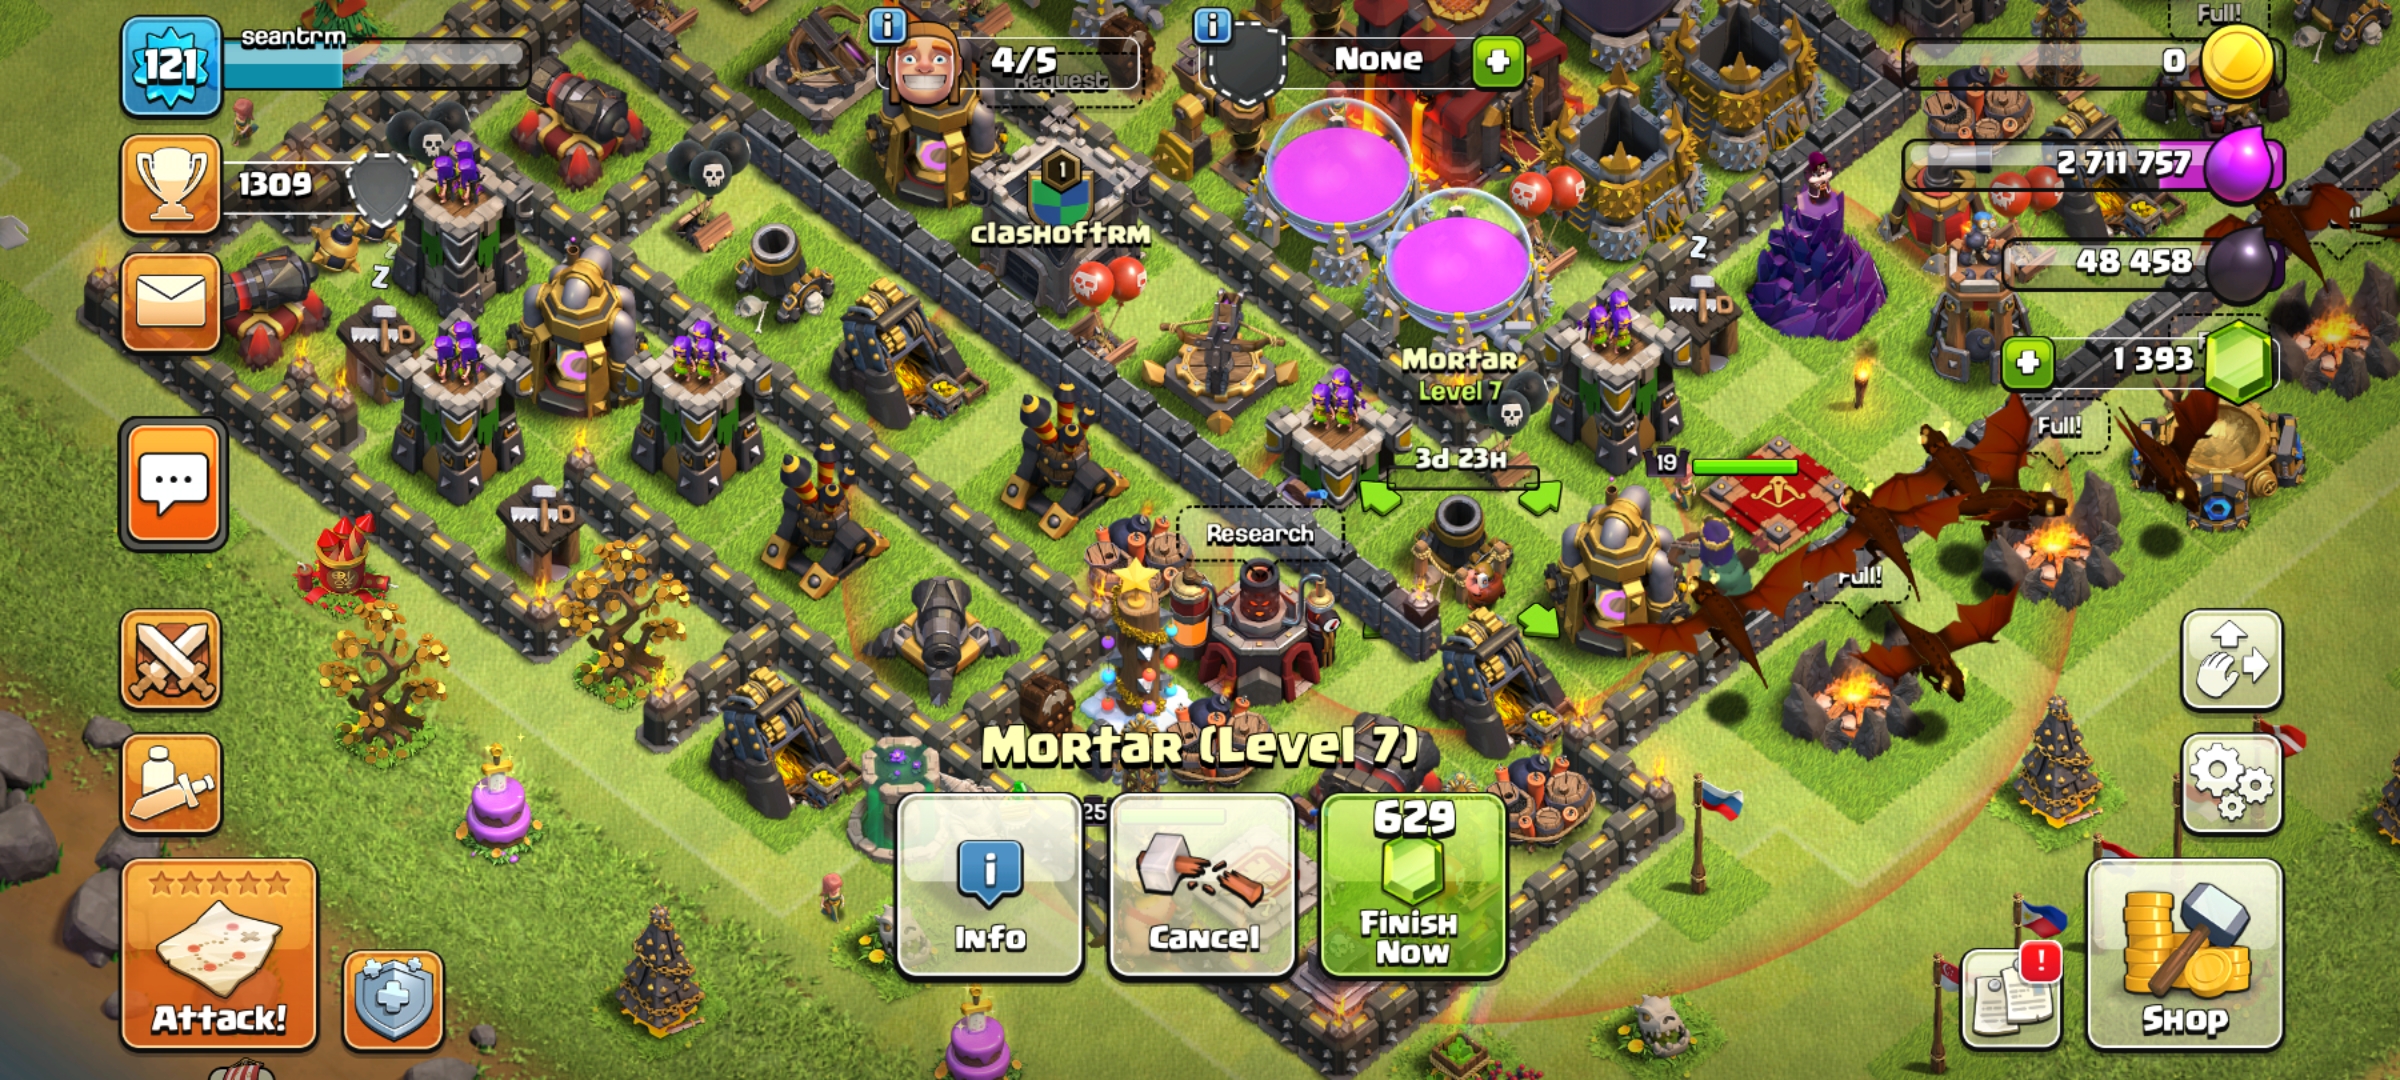 121
seantrm
4/5
Request
None
Full!
0
1309
1
clashoftrm
2 711 757
Z
Z
Z
48 458
1 393
Mortar
Level 7
Full!
3d 23h
19
Research
Full!
Mortar (Level 7)
25
629
Info
Cancel
Finish
Now
Attack!
!
Shop